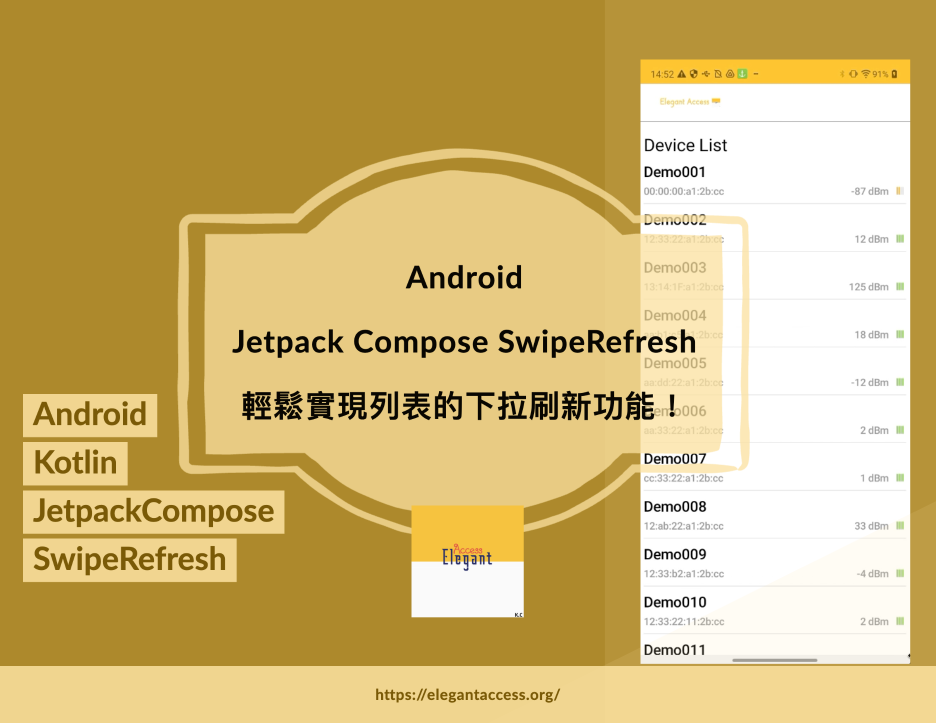 Android
Jetpack Compose SwipeRefresh
輕鬆實現列表的下拉刷新功能！
Android
Kotlin
JetpackCompose
SwipeRefresh
Access
Elegant
K.C
14:52
91%
Elegant Access
Device List
Demo001
00:00:00:a1:2b:cc -87 dBm
Demo002
12:33:22:a1:2b:cc 12 dBm
Demo003
13:14:1F:a1:2b:cc 125 dBm
Demo004
18 dBm
Demo005
aa:dd:22:a1:2b:cc -12 dBm
Demo006
aa:33:22:a1:2b:cc 2 dBm
Demo007
cc:33:22:a1:2b:cc 1 dBm
Demo008
12:ab:22:a1:2b:cc 33 dBm
Demo009
12:33:b2:a1:2b:cc -4 dBm
Demo010
12:33:22:11:2b:cc 2 dBm
Demo011
https://elegantaccess.org/